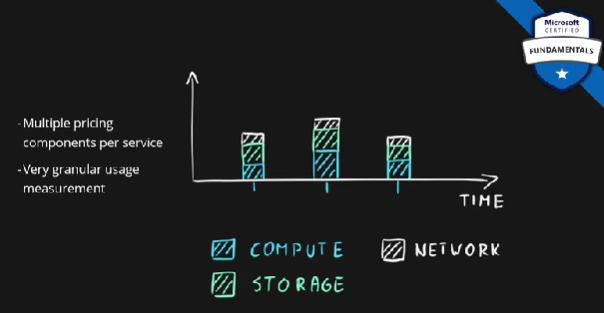 Microsoft
CERTIFIED
FUNDAMENTALS
- Multiple pricing
components per service
- Very granular usage
measurement
TIME
COMPUTE
NETWORK
STORAGE